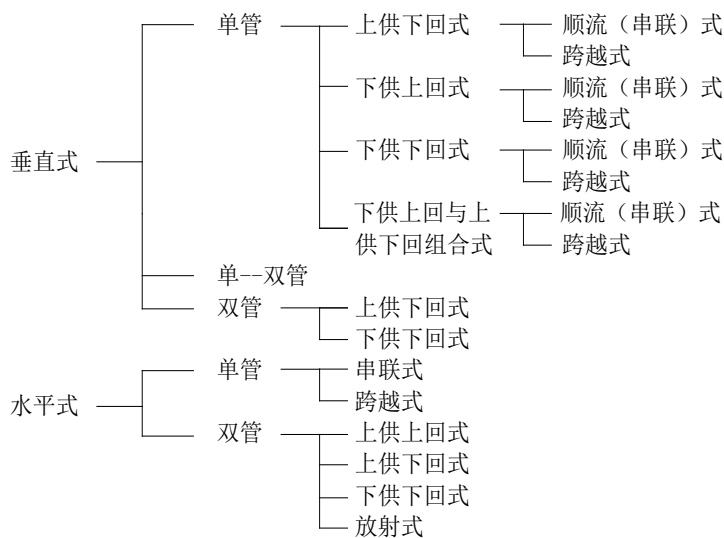 单管 上供下回式 顺流（串联）式
跨越式
下供上回式 顺流（串联）式
跨越式
垂直式 下供下回式 顺流（串联）式
跨越式
下供上回与上 顺流（串联）式
供下回组合式 跨越式
单--双管
双管 上供下回式
下供下回式
单管 串联式
水平式 跨越式
双管 上供上回式
上供下回式
下供下回式
放射式